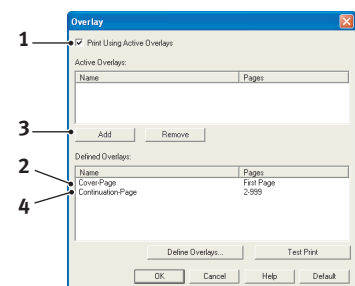 Overlay
1
Print Using Active Overlays
Active Overlays:
Name Pages
3
Add Remove
Defined Overlays:
2
Name Pages
Cover-Page First Page
4
Continuation-Page 2-999
Define Overlays... Test Print
OK Cancel Help Default